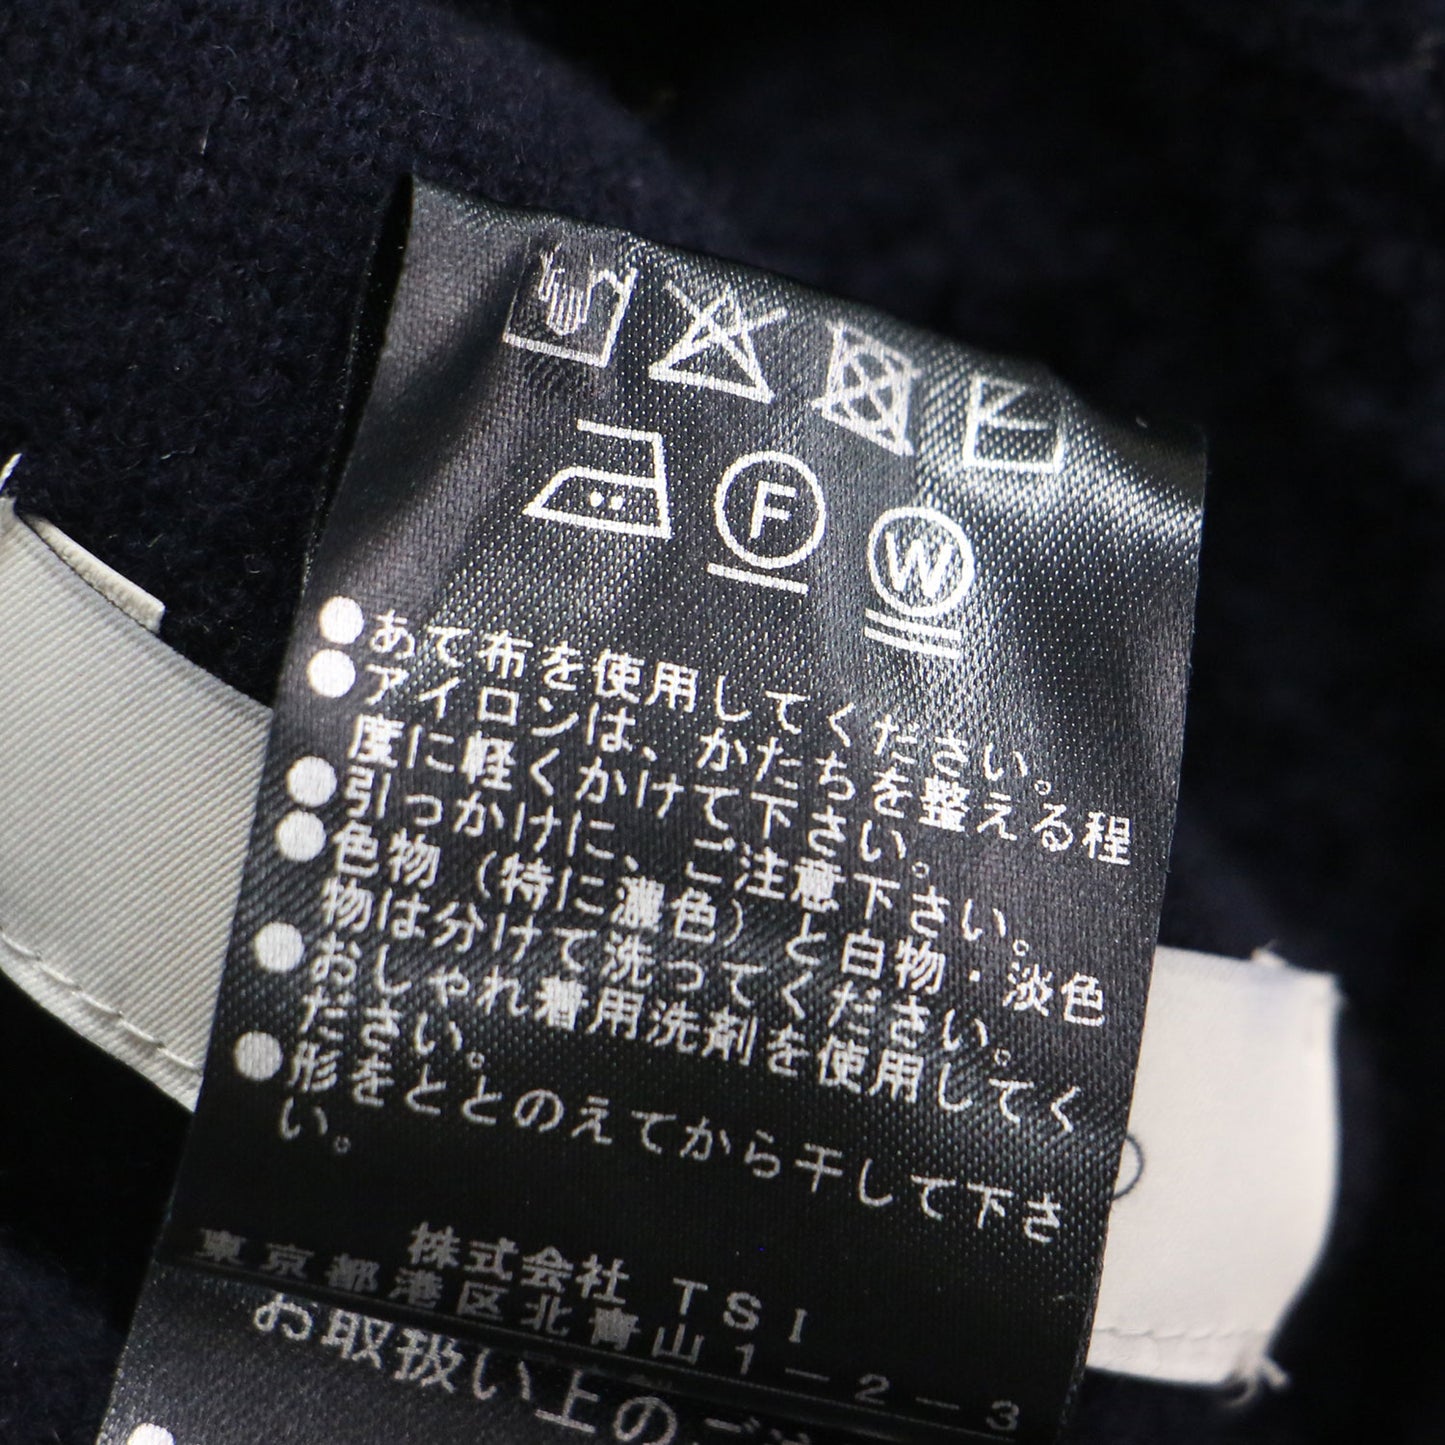 F W
●あて布を使用してください。
●アイロンは、かたちを整える程
度に軽くかけて下さい。
●引っかけに、ご注意下さい。
●色物（特に濃色）と白物・淡色
物は分けて洗ってください。
●おしゃれ着用洗剤を使用してく
ださい。
●形をととのえてから干して下さ
い。
株式会社 TSI
東京都港区北青山1－2－3
お取扱い上のご